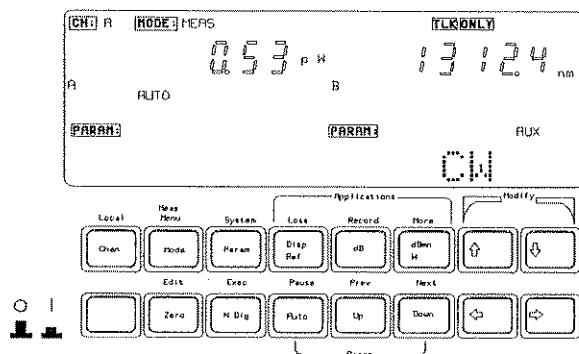 CH: A MODE: MEAS TLKONLY
0.53 pW 1312.4 nm
A AUTO B
PARAM: PARAM: AUX
CW
Applications Modify
Local Meas Menu System Loss Record More
Chan Mode Param Disp Ref dB dBm W
Edit Exec Pause Prev Next
Zero N Dig Auto Up Down